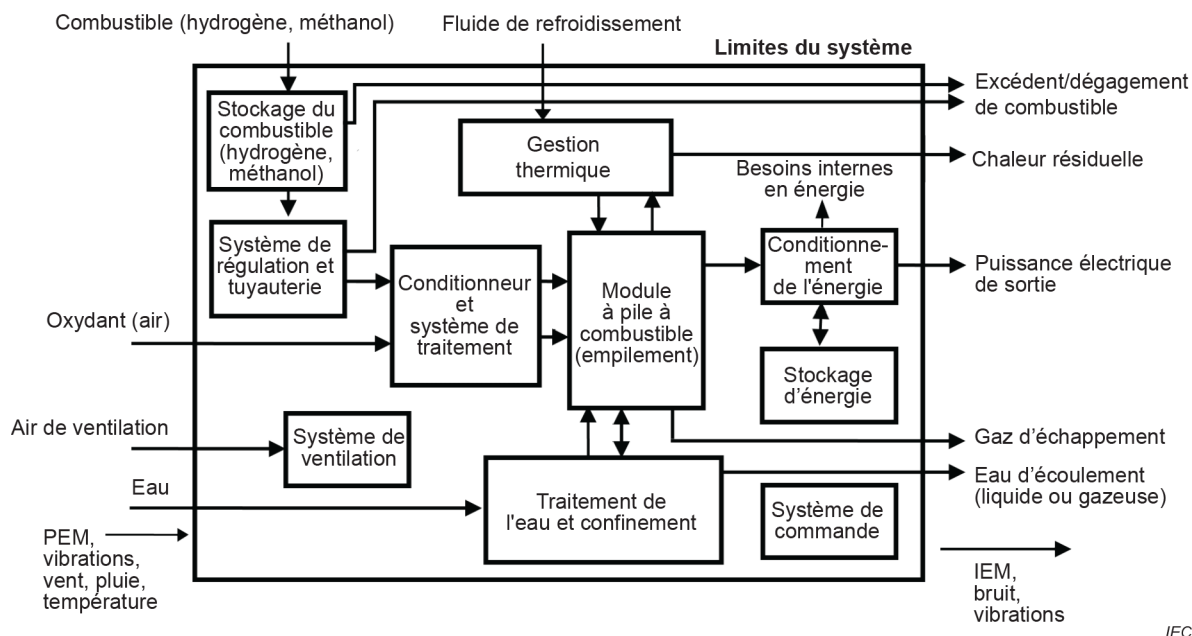 Combustible (hydrogène, méthanol)
Fluide de refroidissement
Limites du système
Stockage du
combustible
(hydrogène,
méthanol)
Excédent/dégagement
de combustible
Gestion
thermique
Chaleur résiduelle
Besoins internes
en énergie
Système de
régulation et
tuyauterie
Conditionneur
et
système de
traitement
Module
à pile à
combustible
(empilement)
Conditionne-
ment
de l'énergie
Puissance électrique
de sortie
Oxydant (air)
Stockage
d'énergie
Air de ventilation
Système de
ventilation
Gaz d'échappement
Eau
Traitement de
l'eau et confinement
Eau d'écoulement
(liquide ou gazeuse)
Système de
commande
PEM,
vibrations,
vent, pluie,
température
IEM,
bruit,
vibrations
IEC